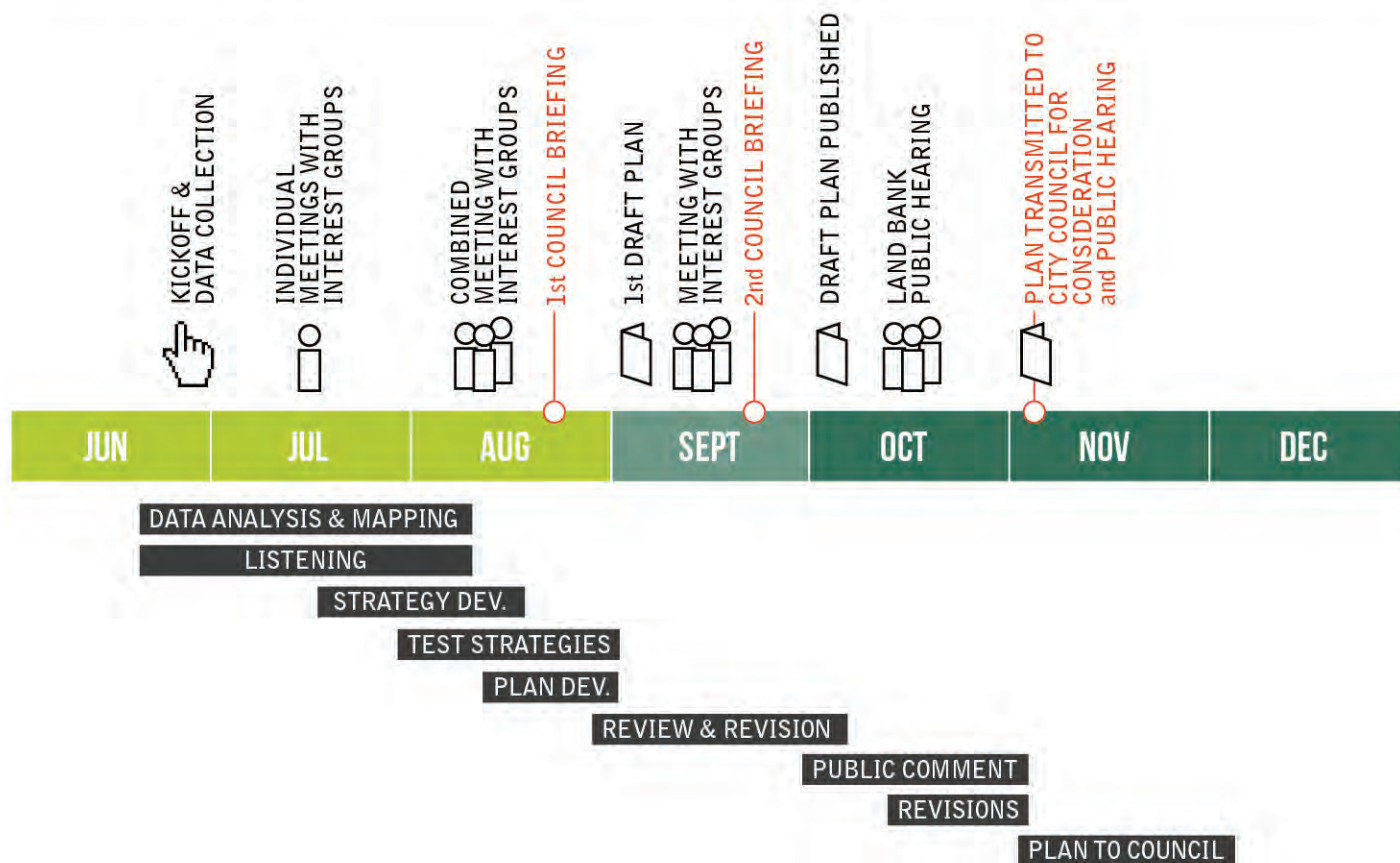 KICKOFF &
DATA COLLECTION
INDIVIDUAL
MEETINGS WITH
INTEREST GROUPS
COMBINED
MEETING WITH
INTEREST GROUPS
1st COUNCIL BRIEFING
1st DRAFT PLAN
MEETING WITH
INTEREST GROUPS
2nd COUNCIL BRIEFING
DRAFT PLAN PUBLISHED
LAND BANK
PUBLIC HEARING
PLAN TRANSMITTED TO
CITY COUNCIL FOR
CONSIDERATION
and PUBLIC HEARING
JUN
JUL
AUG
SEPT
OCT
NOV
DEC
DATA ANALYSIS & MAPPING
LISTENING
STRATEGY DEV.
TEST STRATEGIES
PLAN DEV.
REVIEW & REVISION
PUBLIC COMMENT
REVISIONS
PLAN TO COUNCIL